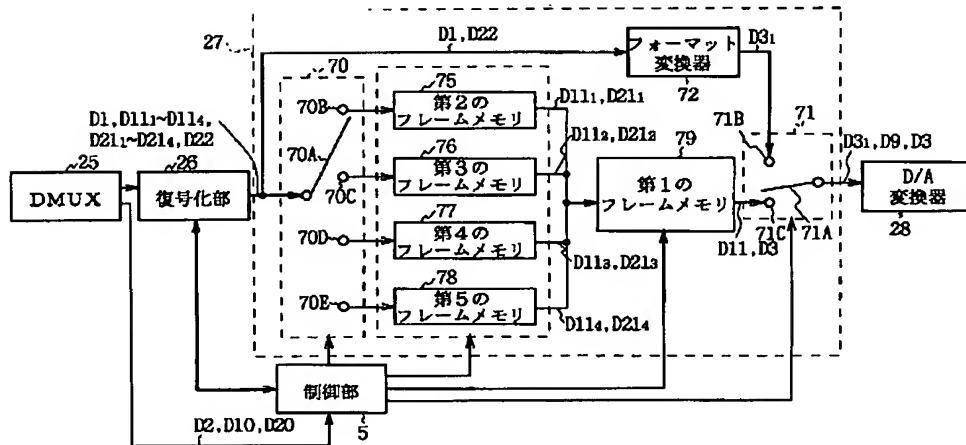 D1,D22
D3₁
27
70
フォーマット
変換器
72
75
第2の
フレームメモリ
D11₁,D21₁
70B
D1,D11₁~D11₄,
D21₁~D21₄,D22
70A
71B
71
D11₂,D21₂
25
26
76
第3の
フレームメモリ
79
D3₁,D9,D3
DMUX
復号化部
70C
第1の
フレームメモリ
D/A
変換器
28
77
第4の
フレームメモリ
70D
71C
71A
D11,D3
D11₃,D21₃
78
第5の
フレームメモリ
70E
D11₄,D21₄
制御部
5
D2,D10,D20